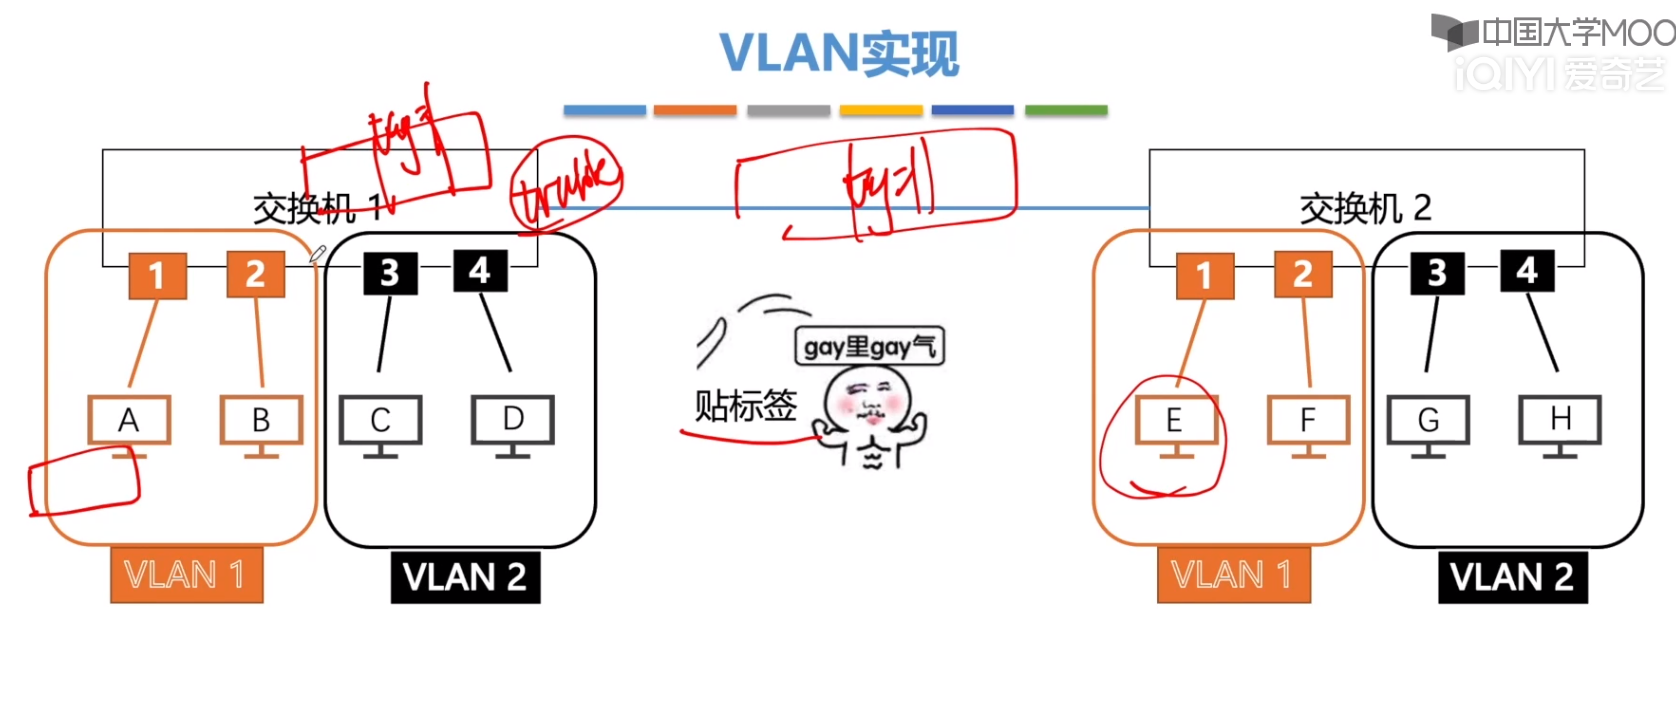 中国大学MOO
iQIYI 爱奇艺
VLAN实现
tag=1
trunk
tag=1
交换机 1
交换机 2
1
2
3
4
1
2
3
4
gay里gay气
贴标签
A
B
C
D
E
F
G
H
VLAN 1
VLAN 2
VLAN 1
VLAN 2